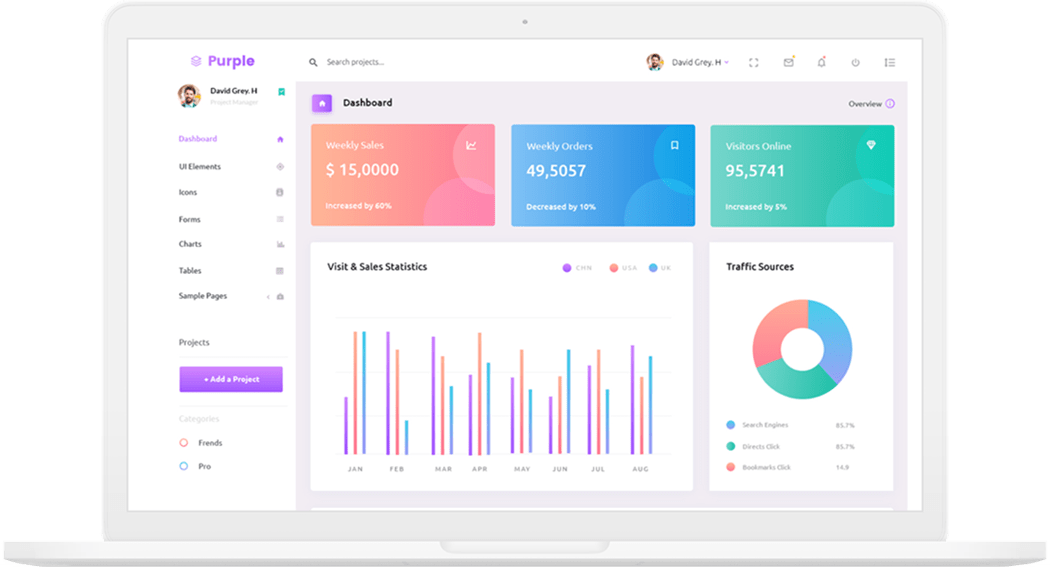 Purple
Search projects...
David Grey. H
David Grey. H
Project Manager
Dashboard
Overview
Dashboard
UI Elements
Icons
Forms
Charts
Tables
Sample Pages
Projects
+ Add a Project
Categories
Frends
Pro
Weekly Sales
$ 15,0000
Increased by 60%
Weekly Orders
49,5057
Decreased by 10%
Visitors Online
95,5741
Increased by 5%
Visit & Sales Statistics
CHN USA UK
JAN FEB MAR APR MAY JUN JUL AUG
Traffic Sources
Search Engines 85.7%
Directs Click 85.7%
Bookmarks Click 14.9